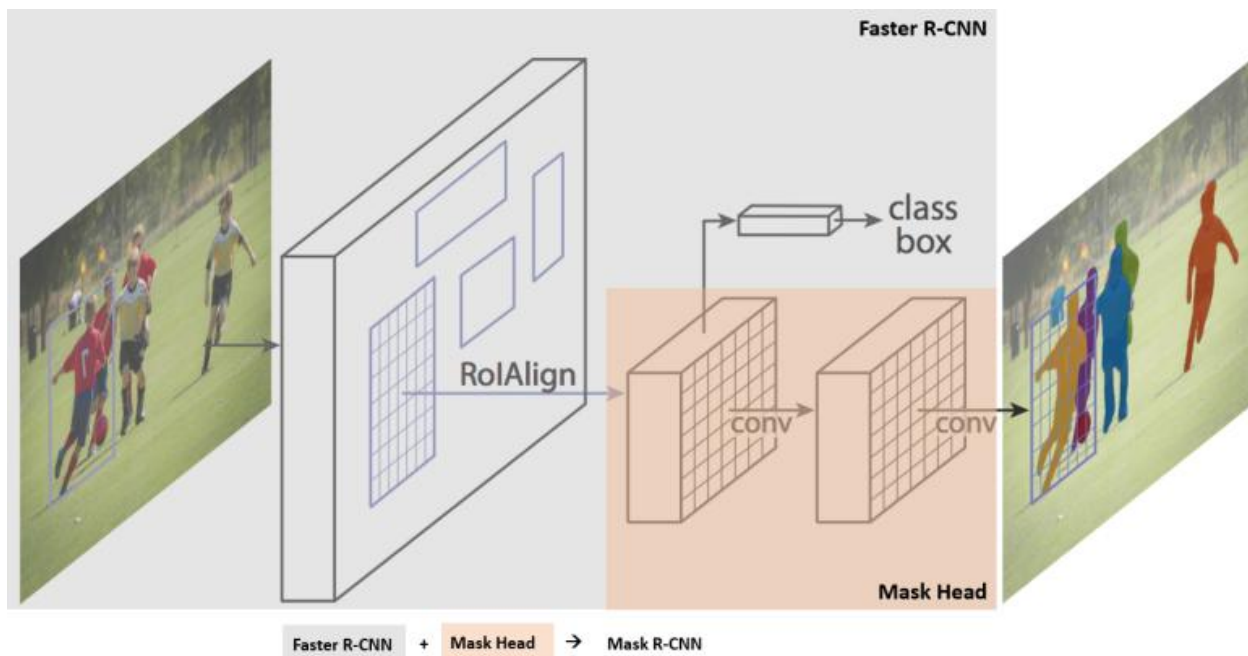 Faster R-CNN
class
box
RoIAlign
conv
conv
Mask Head
Faster R-CNN + Mask Head → Mask R-CNN